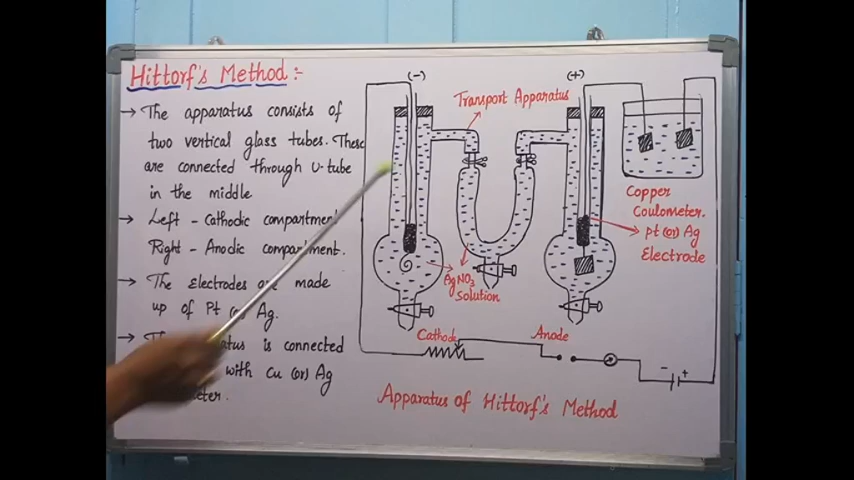 Hittorf's Method :-
→ The apparatus consists of
two vertical glass tubes. These
are connected through U-tube
in the middle
→ Left - Cathodic compartment
Right - Anodic compartment.
→ The Electrodes are made
up of Pt (or) Ag.
→ is connected
with Cu (or) Ag
(-)
(+)
Transport Apparatus
Copper
Coulometer.
pt (or) Ag
Electrode
AgNO3
Solution
Cathode
Anode
- +
Apparatus of Hittorf's Method